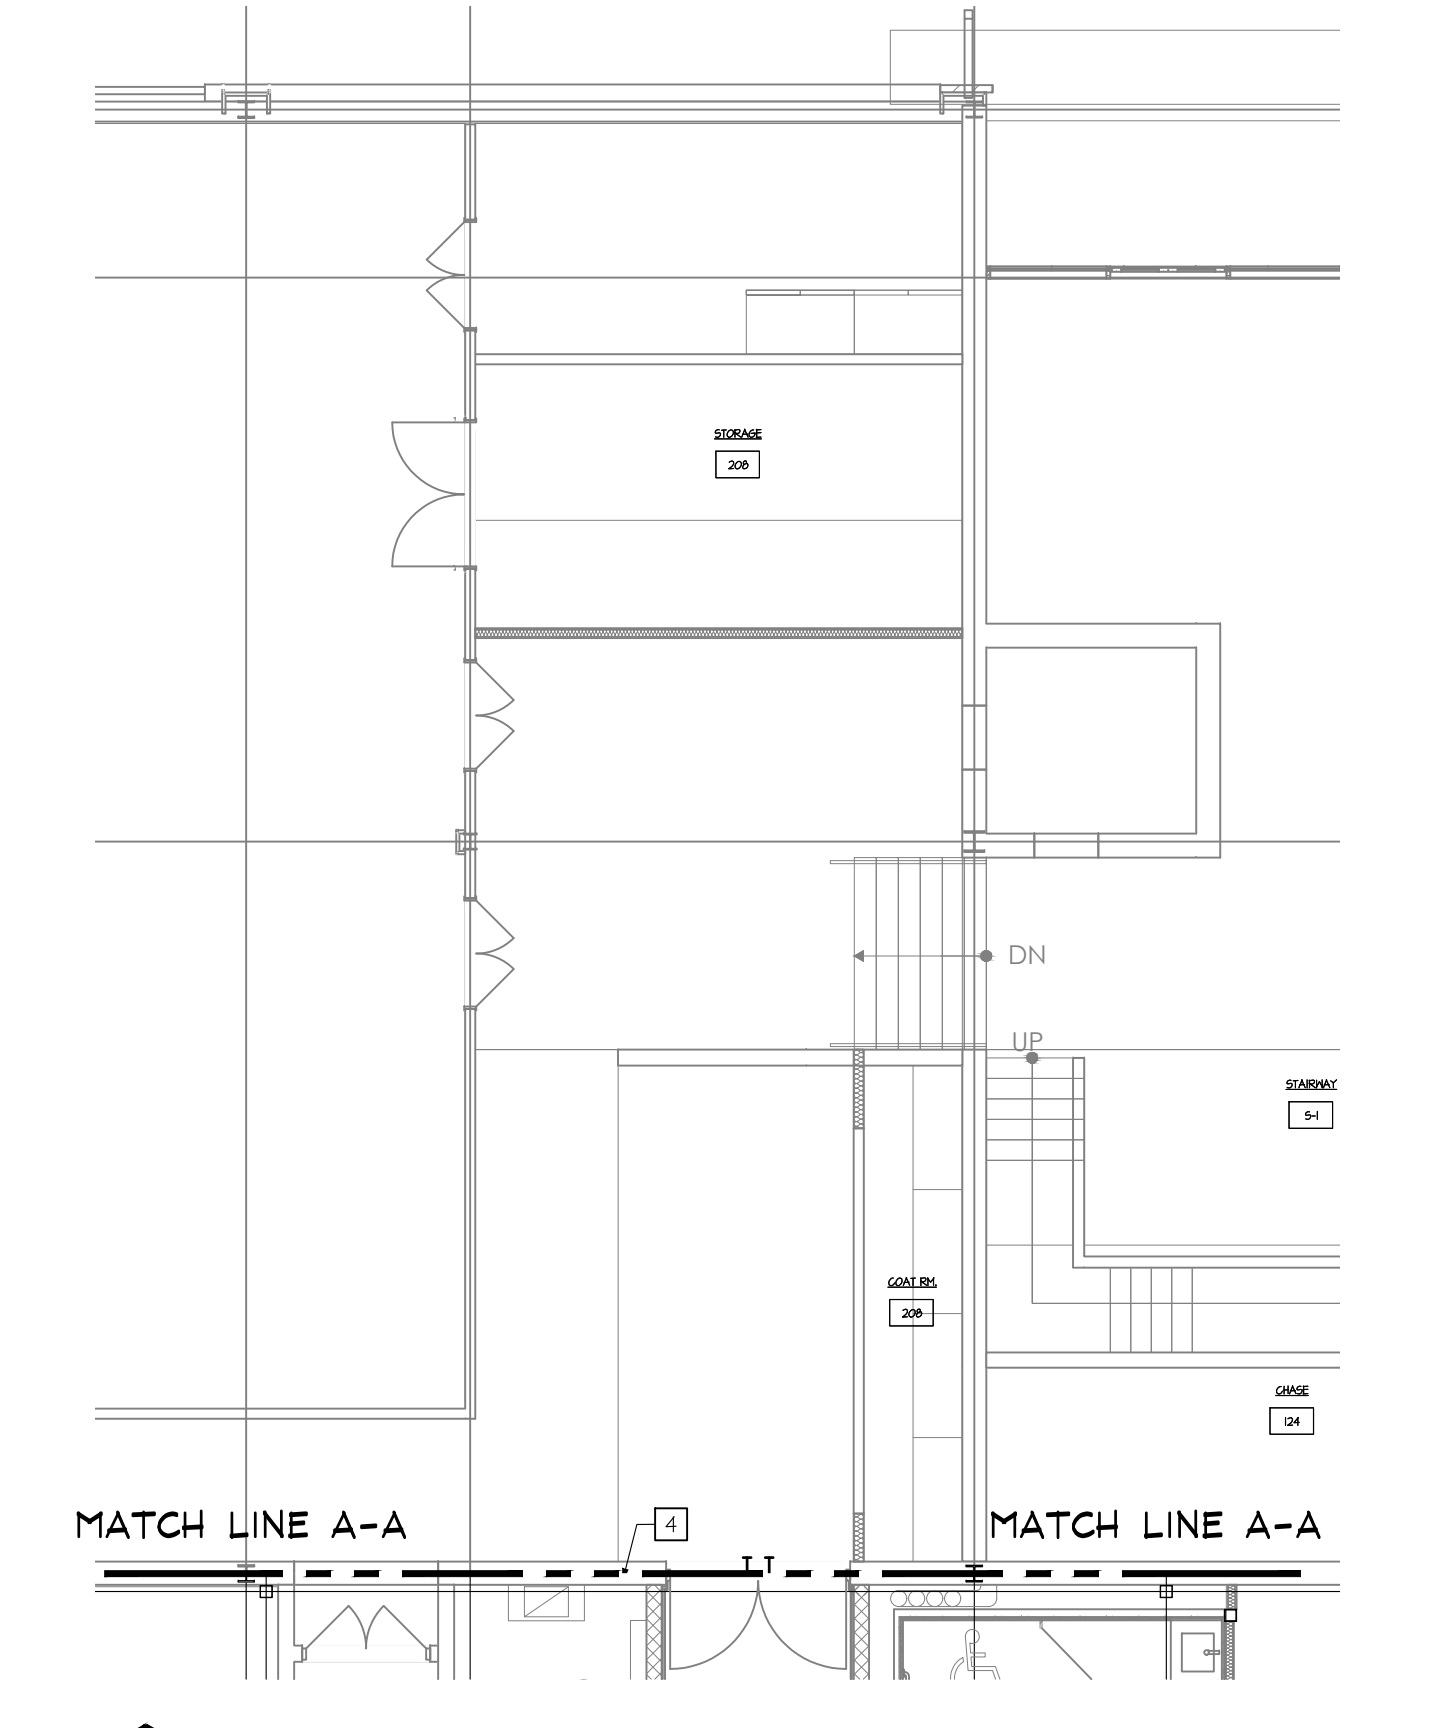 STORAGE
208
DN
UP
STAIRWAY
S-1
COAT RM.
208
CHASE
124
MATCH LINE A-A
4
MATCH LINE A-A